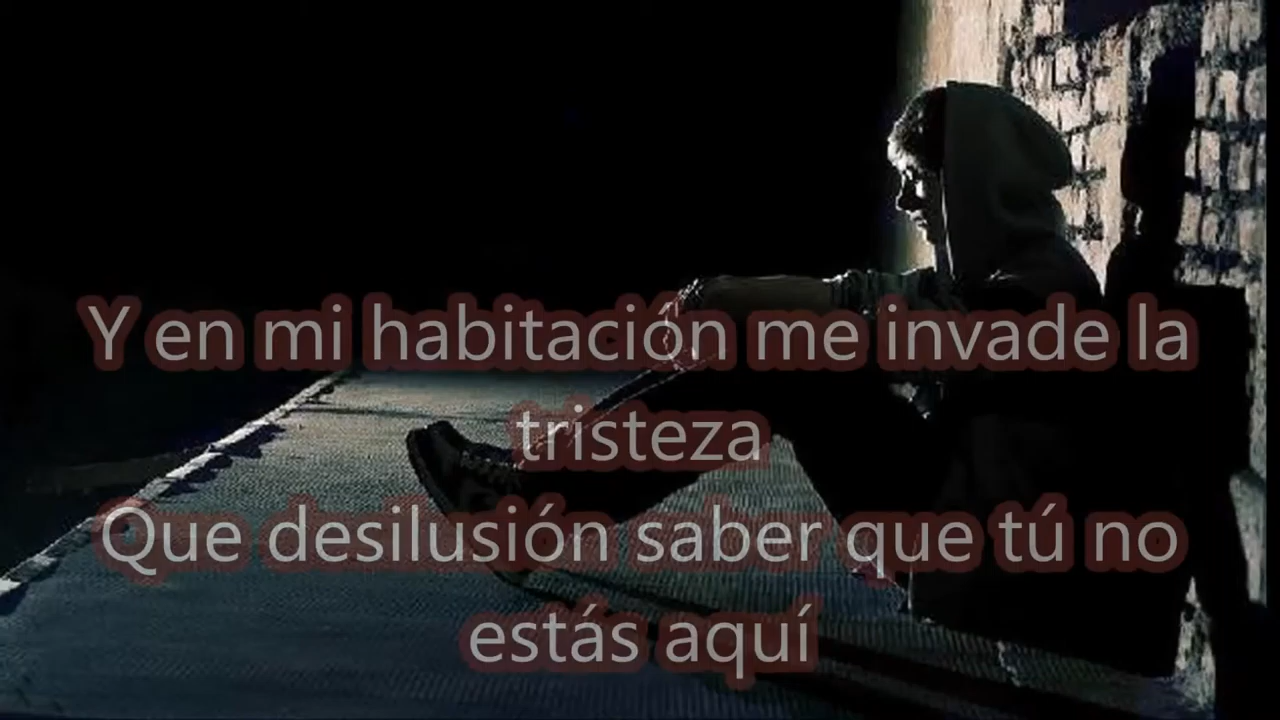 Y en mi habitación me invade la
tristeza
Que desilusión saber que tú no
estás aquí